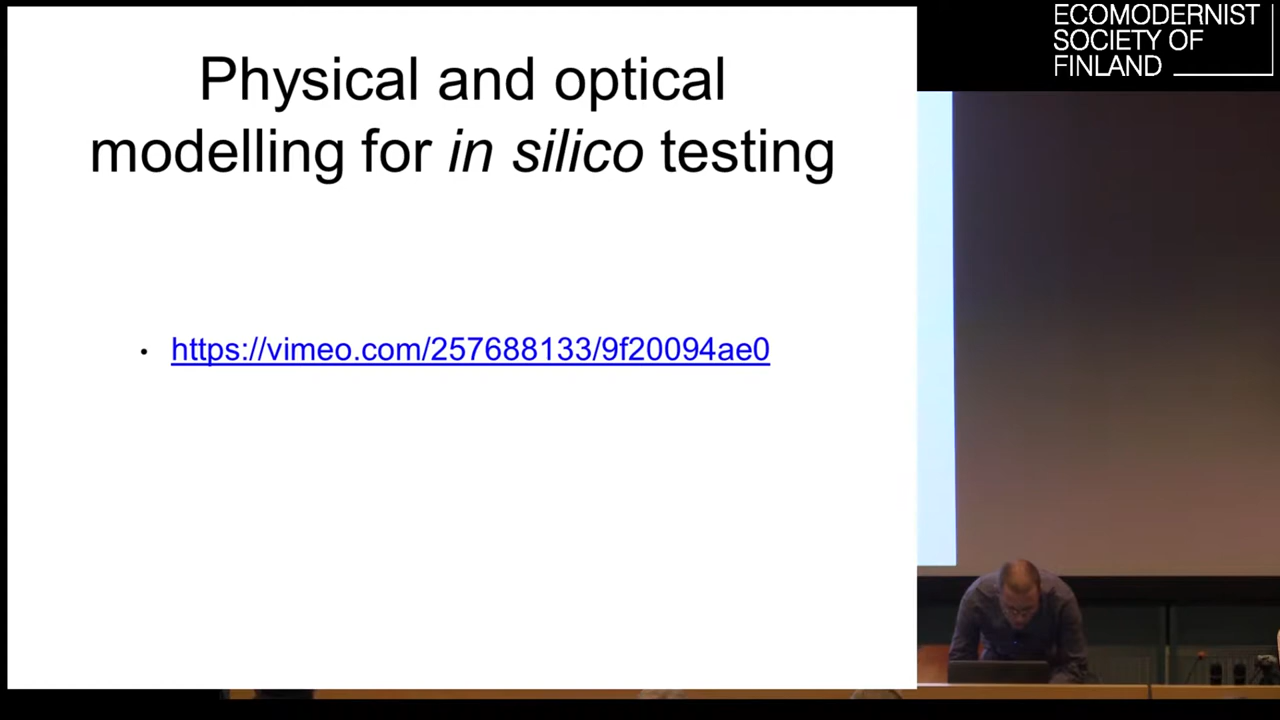 Physical and optical
modelling for in silico testing
• https://vimeo.com/257688133/9f20094ae0
ECOMODERNIST
SOCIETY OF
FINLAND